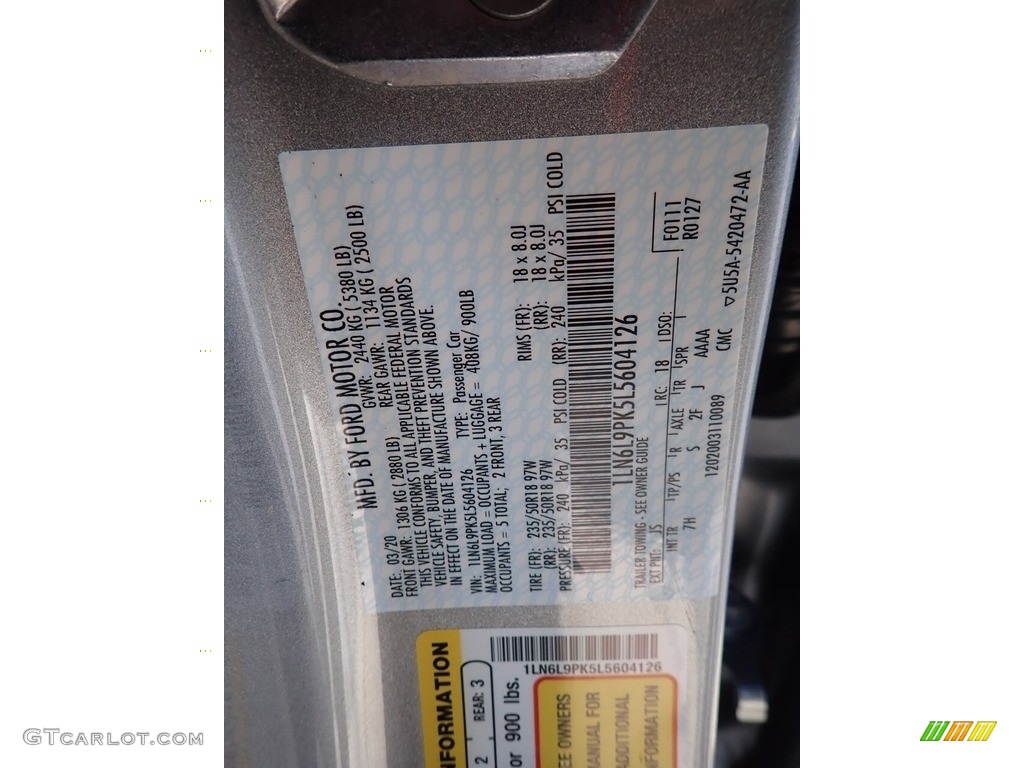 MFD. BY FORD MOTOR CO.
DATE: 03/20 GVWR: 2440 KG ( 5380 LB)
FRONT GAWR: 1306 KG ( 2880 LB) REAR GAWR: 1134 KG ( 2500 LB)
THIS VEHICLE CONFORMS TO ALL APPLICABLE FEDERAL MOTOR
VEHICLE SAFETY, BUMPER, AND THEFT PREVENTION STANDARDS
IN EFFECT ON THE DATE OF MANUFACTURE SHOWN ABOVE.
VIN: 1LN6L9PK5L5604126 TYPE: Passenger Car
MAXIMUM LOAD = OCCUPANTS + LUGGAGE = 408KG/ 900LB
OCCUPANTS = 5 TOTAL; 2 FRONT, 3 REAR
TIRE (FR): 235/50R18 97W RIMS (FR): 18 x 8.0J
(RR): 235/50R18 97W (RR): 18 x 8.0J
PRESSURE (FR): 240 kPa/ 35 PSI COLD (RR): 240 kPa/ 35 PSI COLD
1LN6L9PK5L5604126
TRAILER TOWING - SEE OWNER GUIDE F0111
EXT PNT: JS RC: 18 DSO: R0127
INT TR TP/PS R AXLE TR SPR
7H S 2F J AAAA
1202003110089 CMC ▽5U5A-5420472-AA
NFORMATION
2 REAR: 3
or 900 lbs.
1LN6L9PK5L5604126
SEE OWNERS
MANUAL FOR
ADDITIONAL
INFORMATION
GTCarLot.com